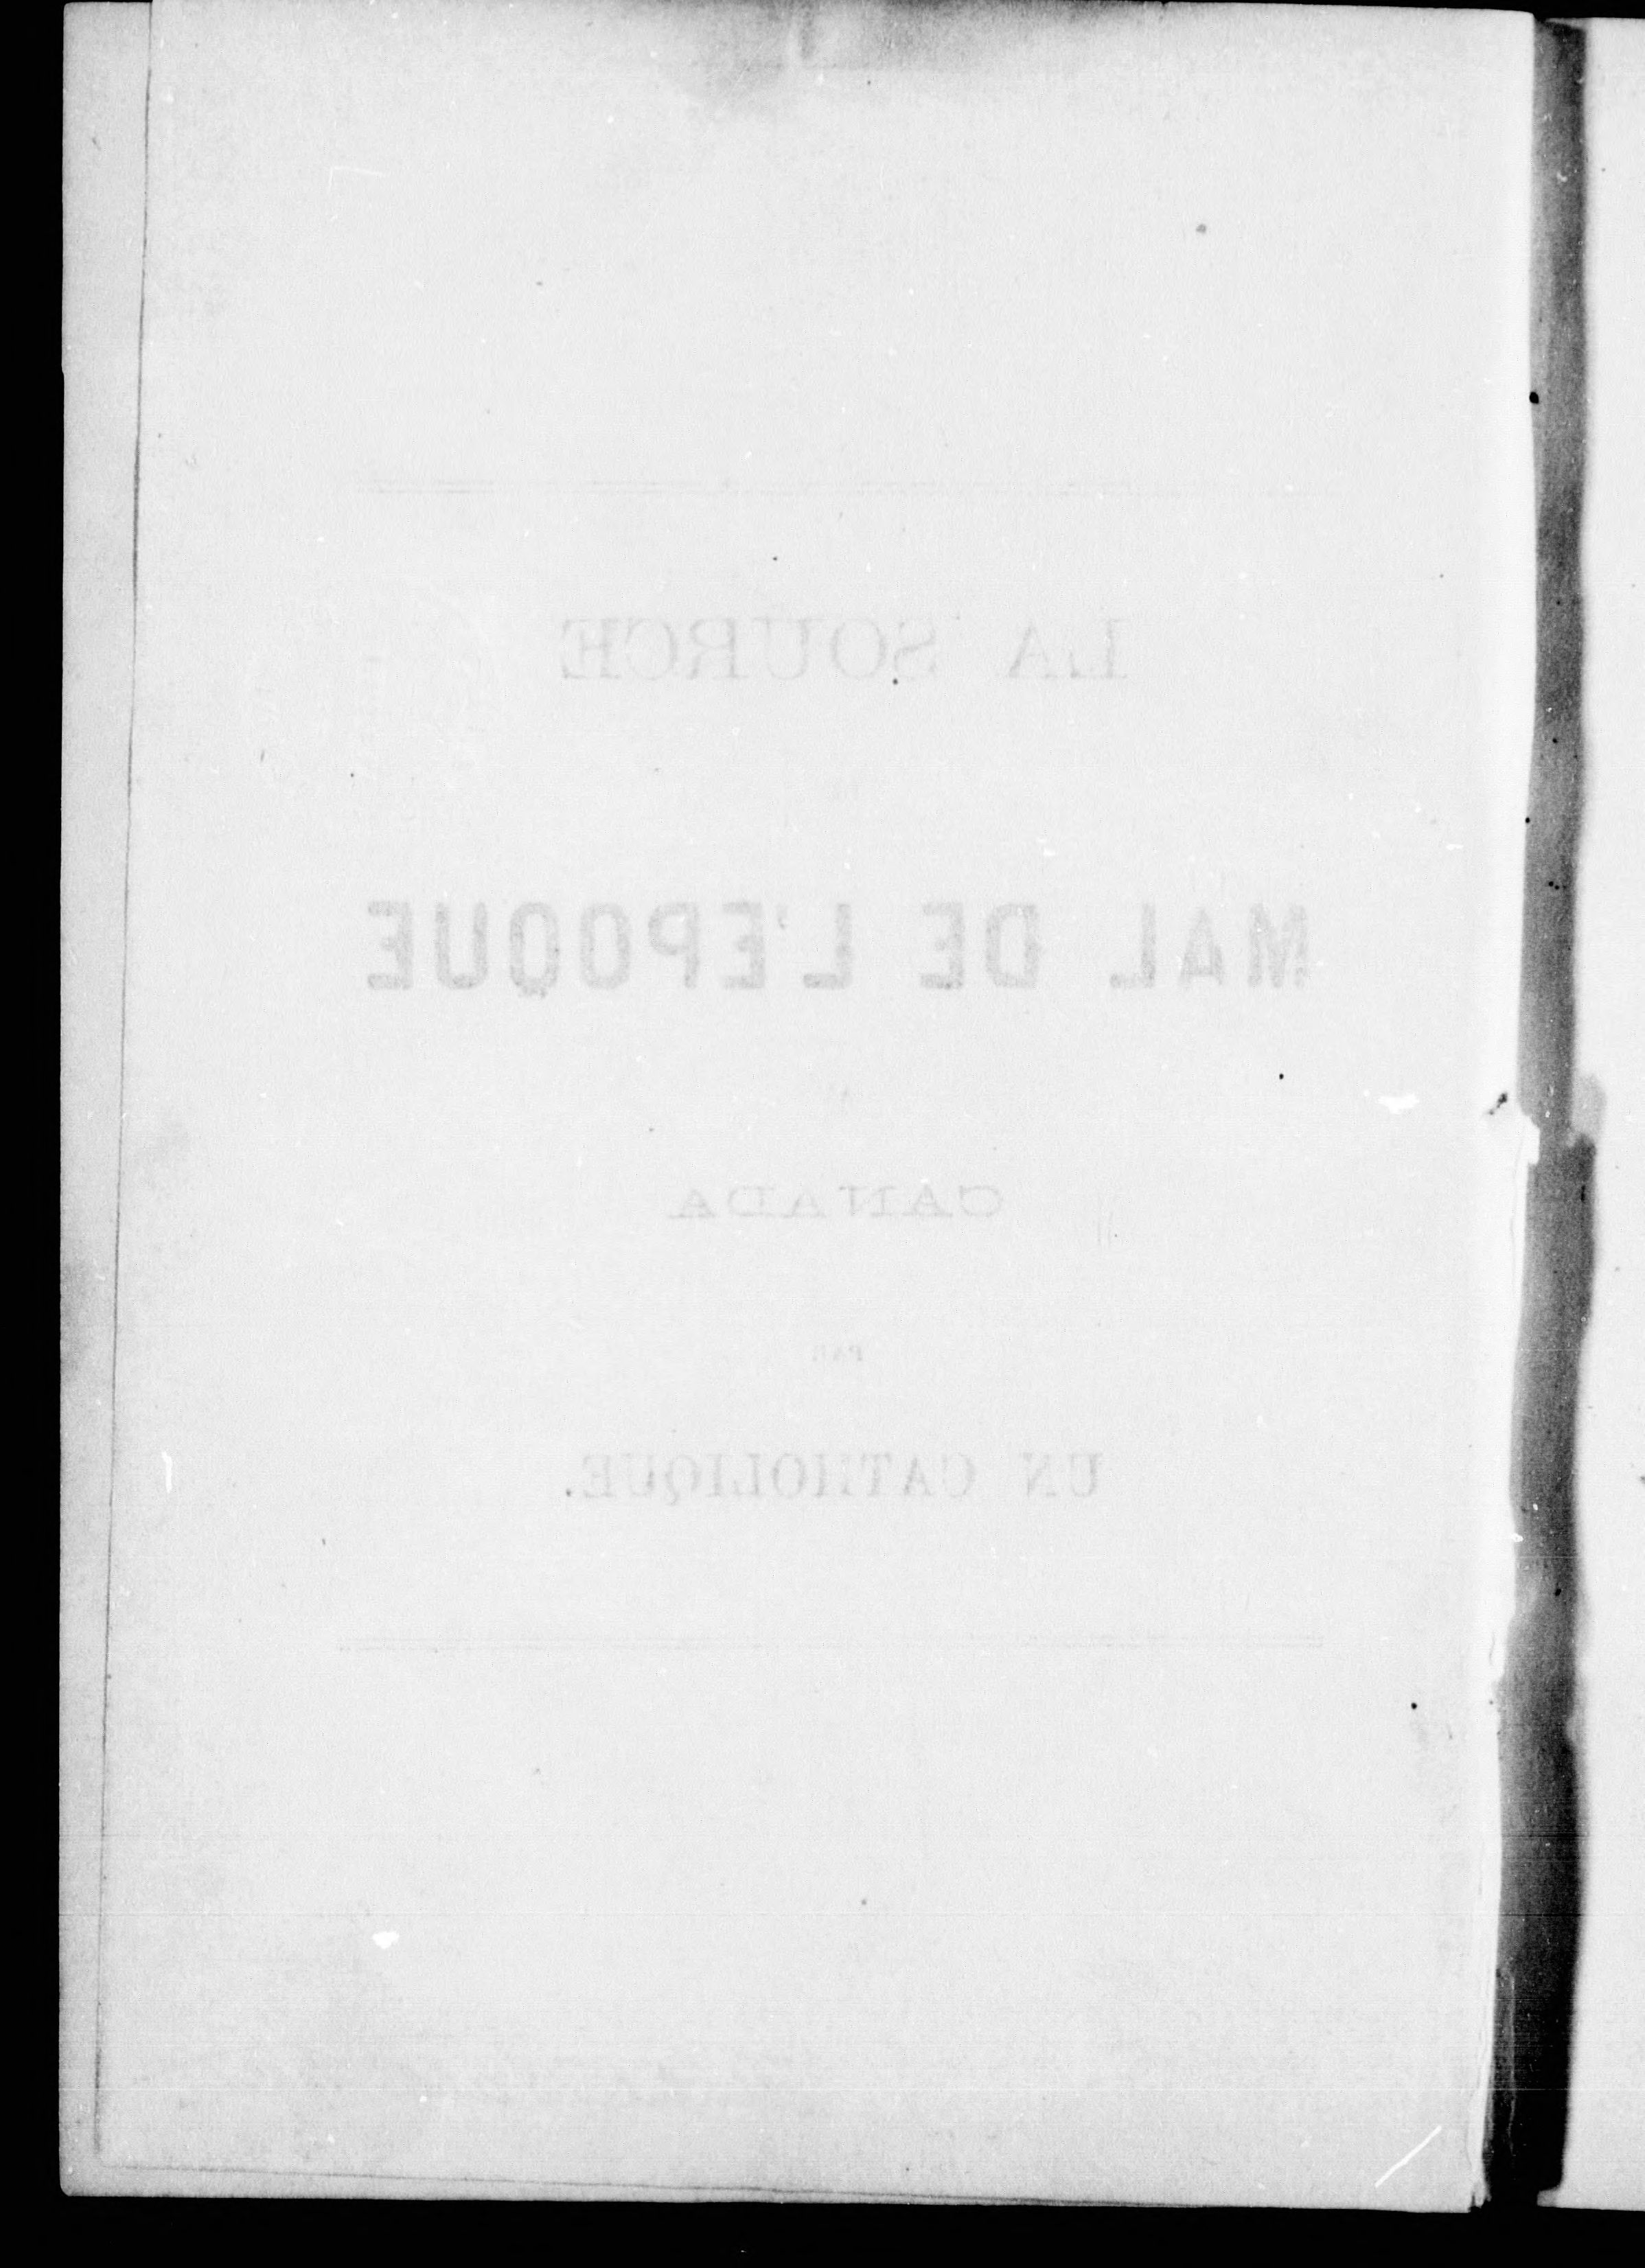 LA SOURCE
MAL DE L'EPOQUE
CANADA
PAR
UN CATHOLIQUE.